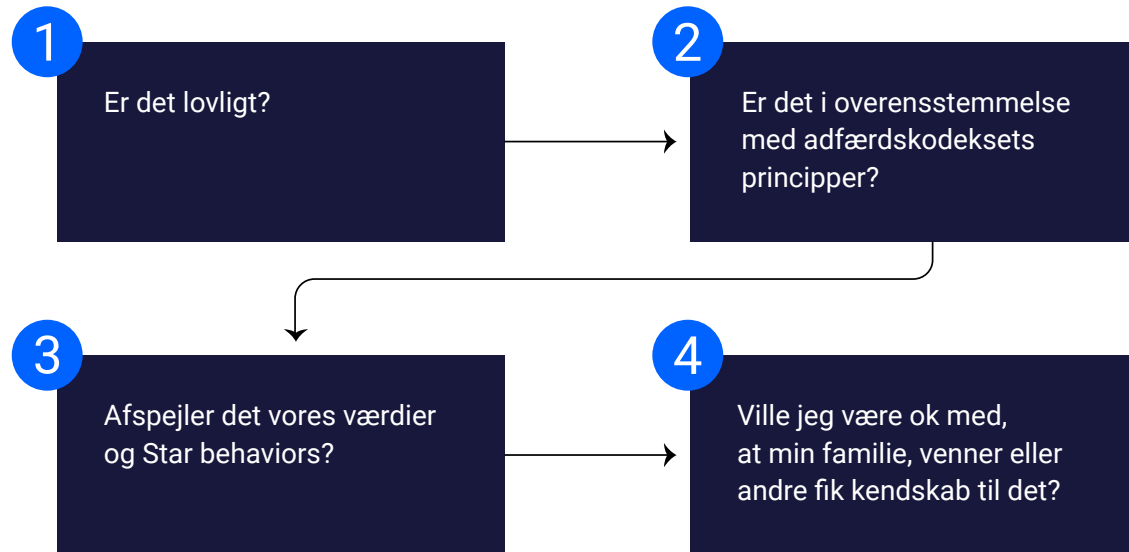 1
Er det lovligt?
2
Er det i overensstemmelse
med adfærdskodeksets
principper?
3
Afspejler det vores værdier
og Star behaviors?
4
Ville jeg være ok med,
at min familie, venner eller
andre fik kendskab til det?